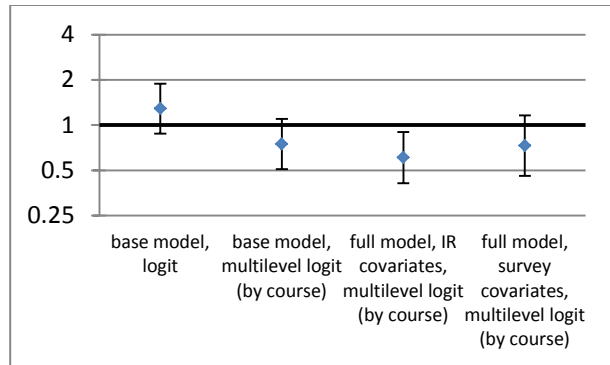 4
2
1
0.5
0.25
base model,
logit
base model,
multilevel logit
(by course)
full model, IR
covariates,
multilevel logit
(by course)
full model,
survey
covariates,
multilevel logit
(by course)